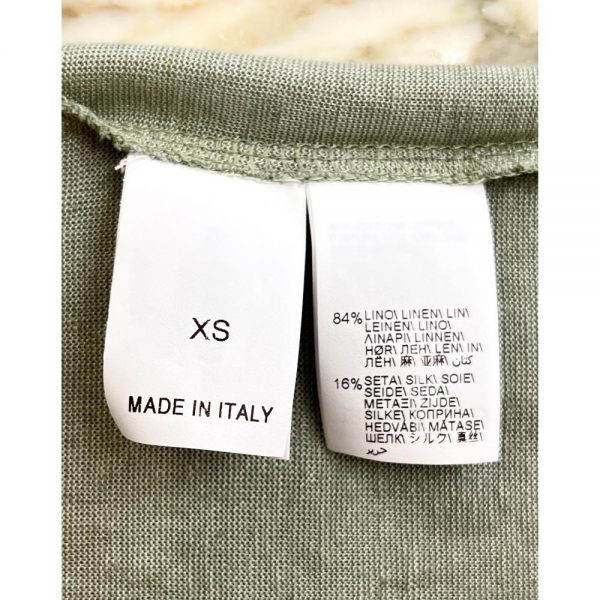 XS
MADE IN ITALY
84% LINO\ LINEN\ LIN\
LEINEN\ LINO\
ΛΙΝΑΡΙ\ LINNEN\
HØR\ ЛЕН\ LEN\ IN\
ЛЁН\ 麻\ 亚麻\ كتان
16% SETA\ SILK\ SOIE\
SEIDE\ SEDA\
ΜΕΤΑΞΙ\ ZIJDE\
SILKE\ КОПРИНА\
HEDVÁBÍ\ MĂTASE\
ШЕЛК\ シルク\ 真丝\
حرير